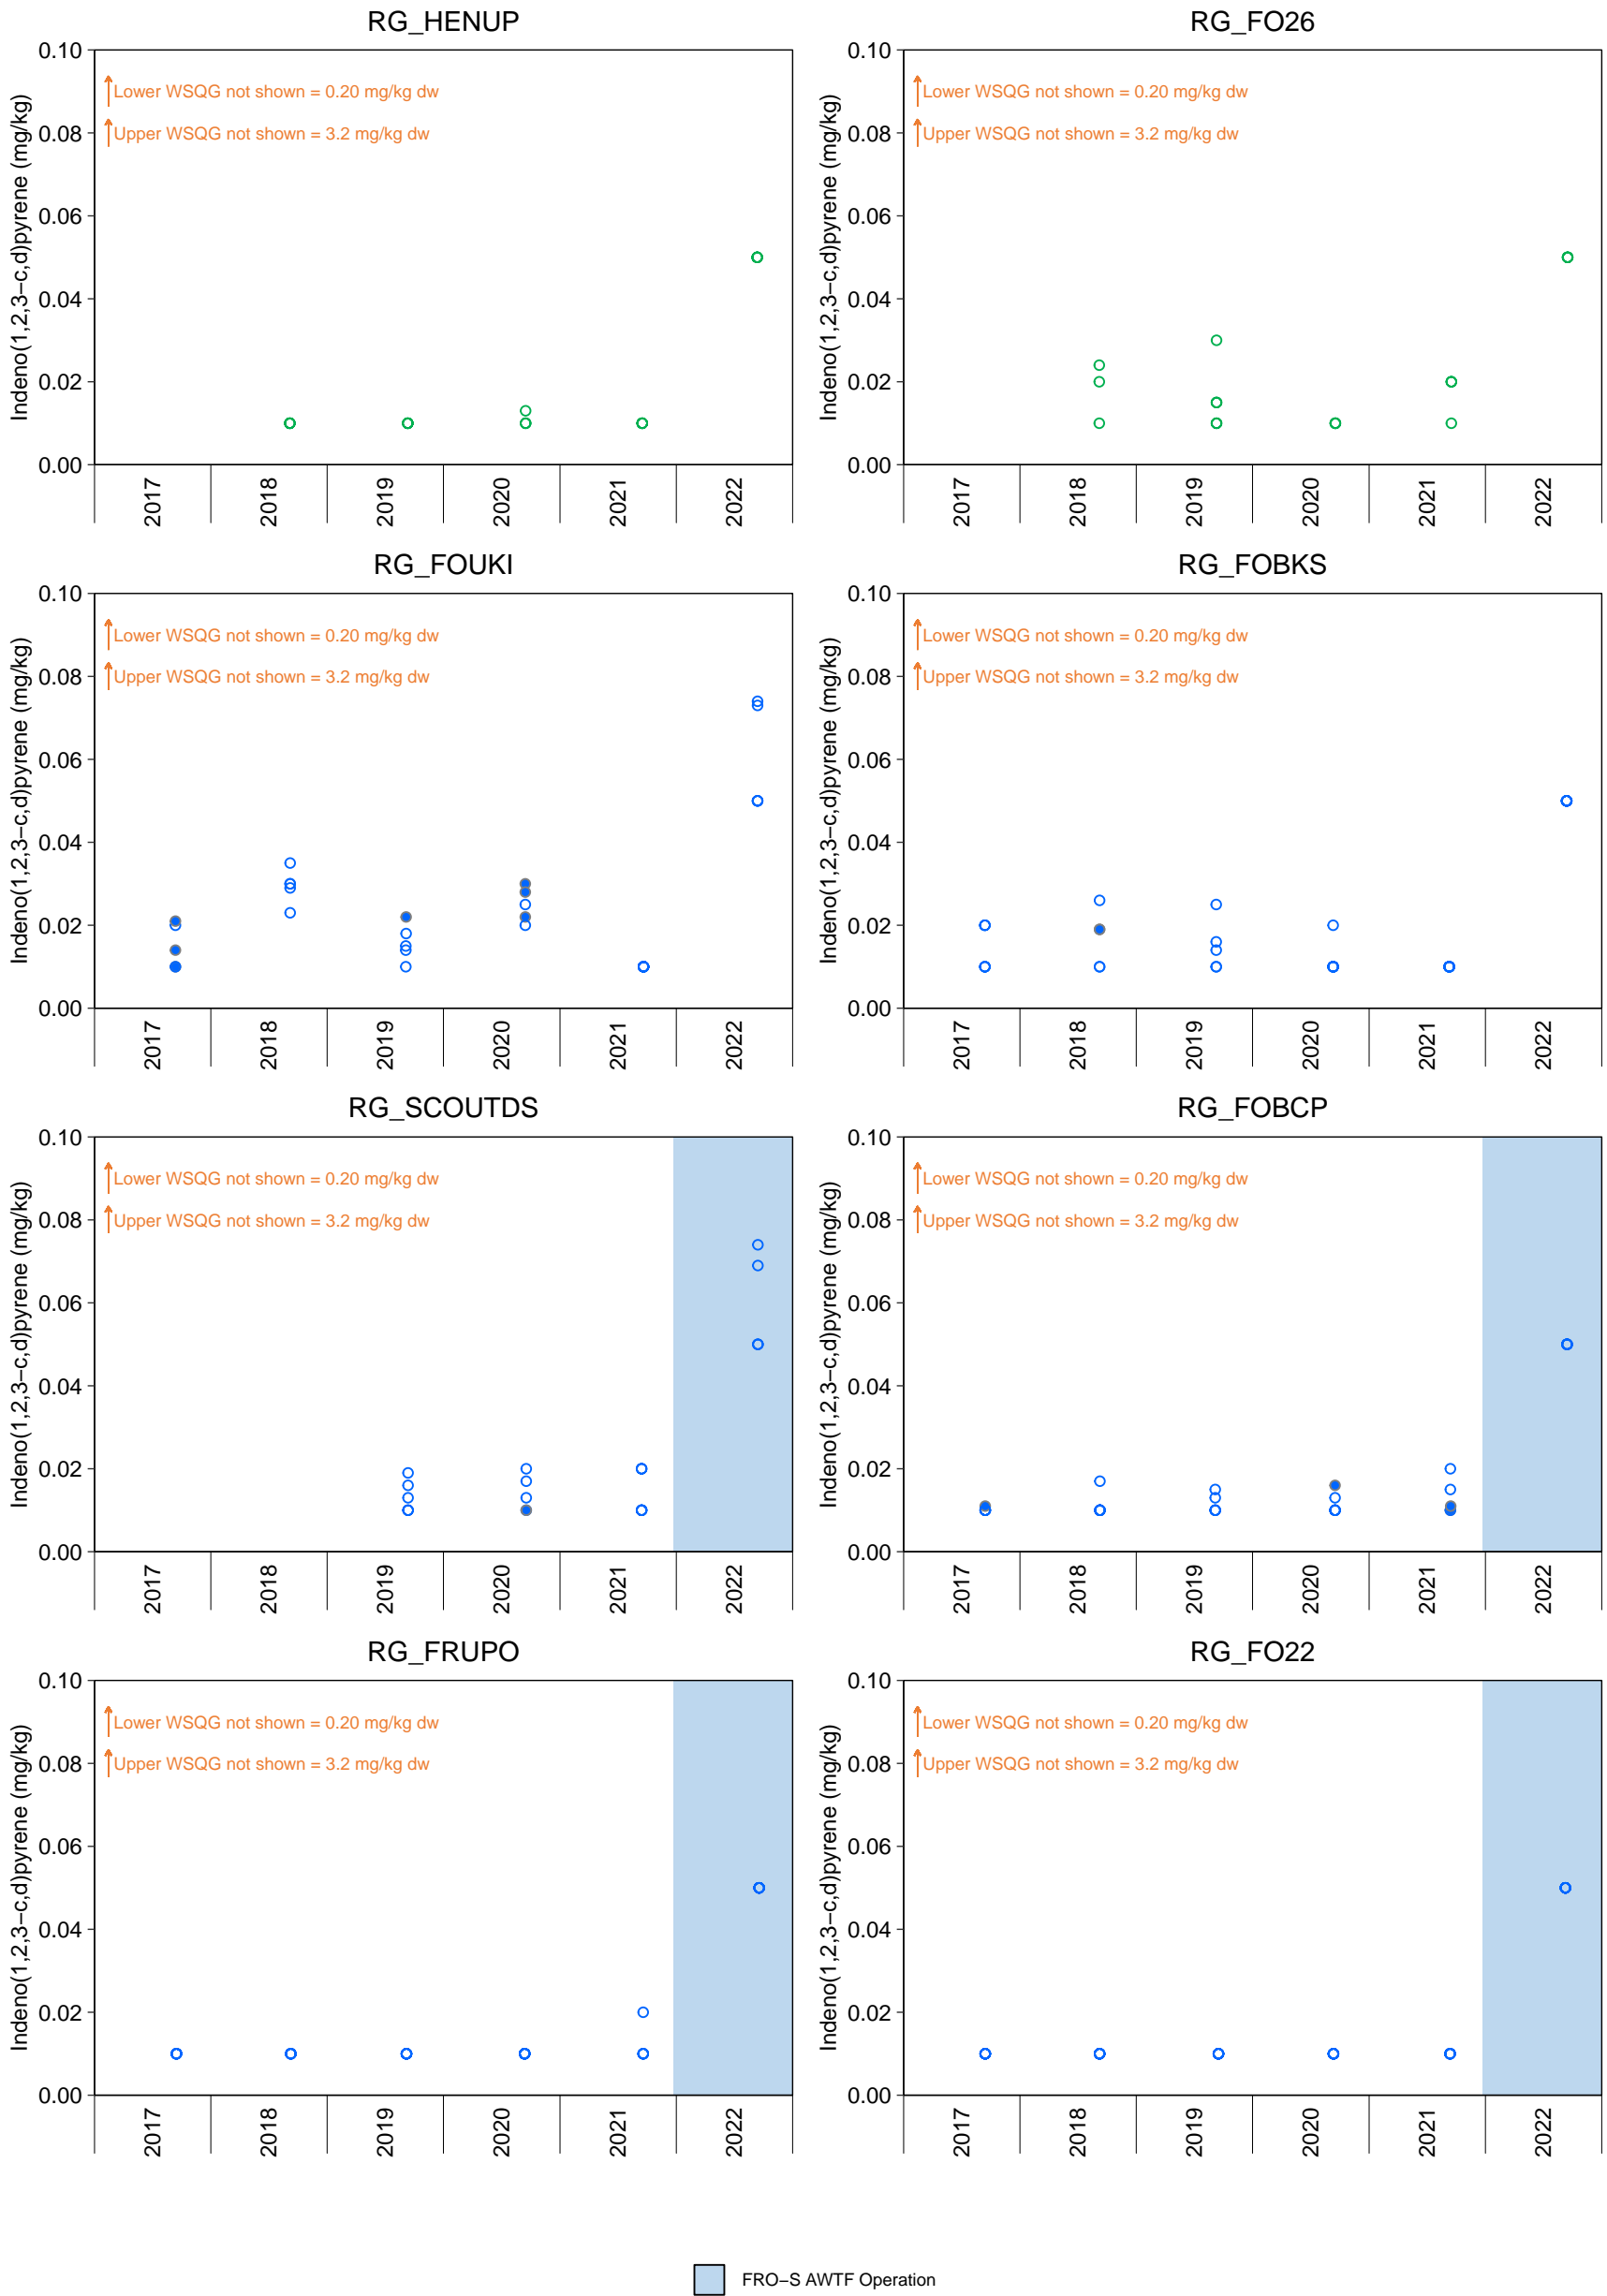 RG_HENUP
Indeno(1,2,3−c,d)pyrene (mg/kg)
0.10
0.08
0.06
0.04
0.02
0.00
Lower WSQG not shown = 0.20 mg/kg dw
Upper WSQG not shown = 3.2 mg/kg dw
2017
2018
2019
2020
2021
2022
RG_FO26
Indeno(1,2,3−c,d)pyrene (mg/kg)
0.10
0.08
0.06
0.04
0.02
0.00
Lower WSQG not shown = 0.20 mg/kg dw
Upper WSQG not shown = 3.2 mg/kg dw
2017
2018
2019
2020
2021
2022
RG_FOUKI
Indeno(1,2,3−c,d)pyrene (mg/kg)
0.10
0.08
0.06
0.04
0.02
0.00
Lower WSQG not shown = 0.20 mg/kg dw
Upper WSQG not shown = 3.2 mg/kg dw
2017
2018
2019
2020
2021
2022
RG_FOBKS
Indeno(1,2,3−c,d)pyrene (mg/kg)
0.10
0.08
0.06
0.04
0.02
0.00
Lower WSQG not shown = 0.20 mg/kg dw
Upper WSQG not shown = 3.2 mg/kg dw
2017
2018
2019
2020
2021
2022
RG_SCOUTDS
Indeno(1,2,3−c,d)pyrene (mg/kg)
0.10
0.08
0.06
0.04
0.02
0.00
Lower WSQG not shown = 0.20 mg/kg dw
Upper WSQG not shown = 3.2 mg/kg dw
2017
2018
2019
2020
2021
2022
RG_FOBCP
Indeno(1,2,3−c,d)pyrene (mg/kg)
0.10
0.08
0.06
0.04
0.02
0.00
Lower WSQG not shown = 0.20 mg/kg dw
Upper WSQG not shown = 3.2 mg/kg dw
2017
2018
2019
2020
2021
2022
RG_FRUPO
Indeno(1,2,3−c,d)pyrene (mg/kg)
0.10
0.08
0.06
0.04
0.02
0.00
Lower WSQG not shown = 0.20 mg/kg dw
Upper WSQG not shown = 3.2 mg/kg dw
2017
2018
2019
2020
2021
2022
RG_FO22
Indeno(1,2,3−c,d)pyrene (mg/kg)
0.10
0.08
0.06
0.04
0.02
0.00
Lower WSQG not shown = 0.20 mg/kg dw
Upper WSQG not shown = 3.2 mg/kg dw
2017
2018
2019
2020
2021
2022
FRO−S AWTF Operation